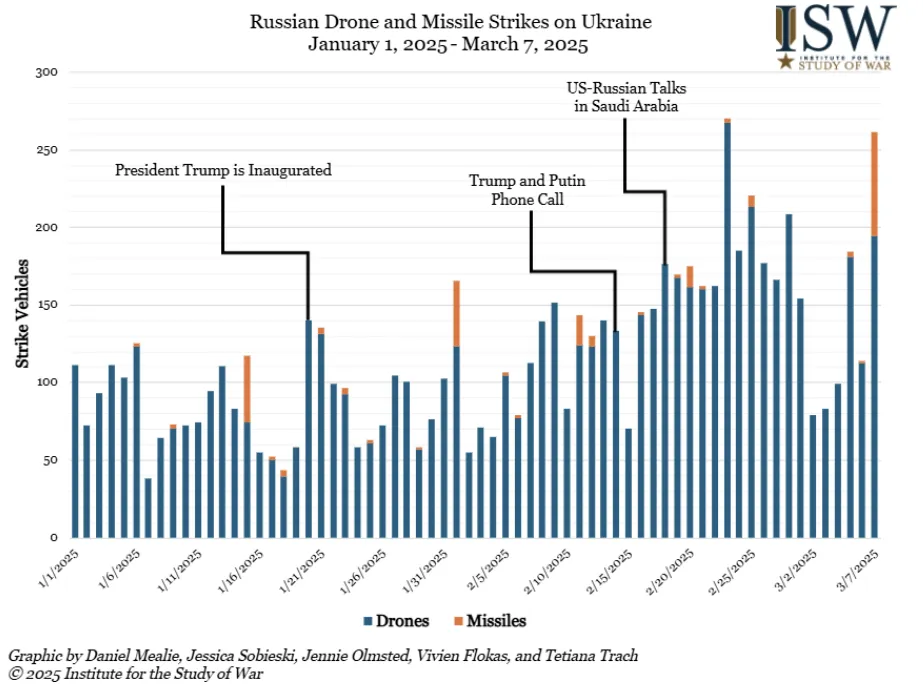 Russian Drone and Missile Strikes on Ukraine
January 1, 2025 - March 7, 2025
ISW
INSTITUTE FOR THE
STUDY OF WAR
300
250
200
150
100
50
0
Strike Vehicles
President Trump is Inaugurated
Trump and Putin
Phone Call
US-Russian Talks
in Saudi Arabia
1/1/2025
1/6/2025
1/11/2025
1/16/2025
1/21/2025
1/26/2025
1/31/2025
2/5/2025
2/10/2025
2/15/2025
2/20/2025
2/25/2025
3/2/2025
3/7/2025
Drones
Missiles
Graphic by Daniel Mealie, Jessica Sobieski, Jennie Olmsted, Vivien Flokas, and Tetiana Trach
© 2025 Institute for the Study of War